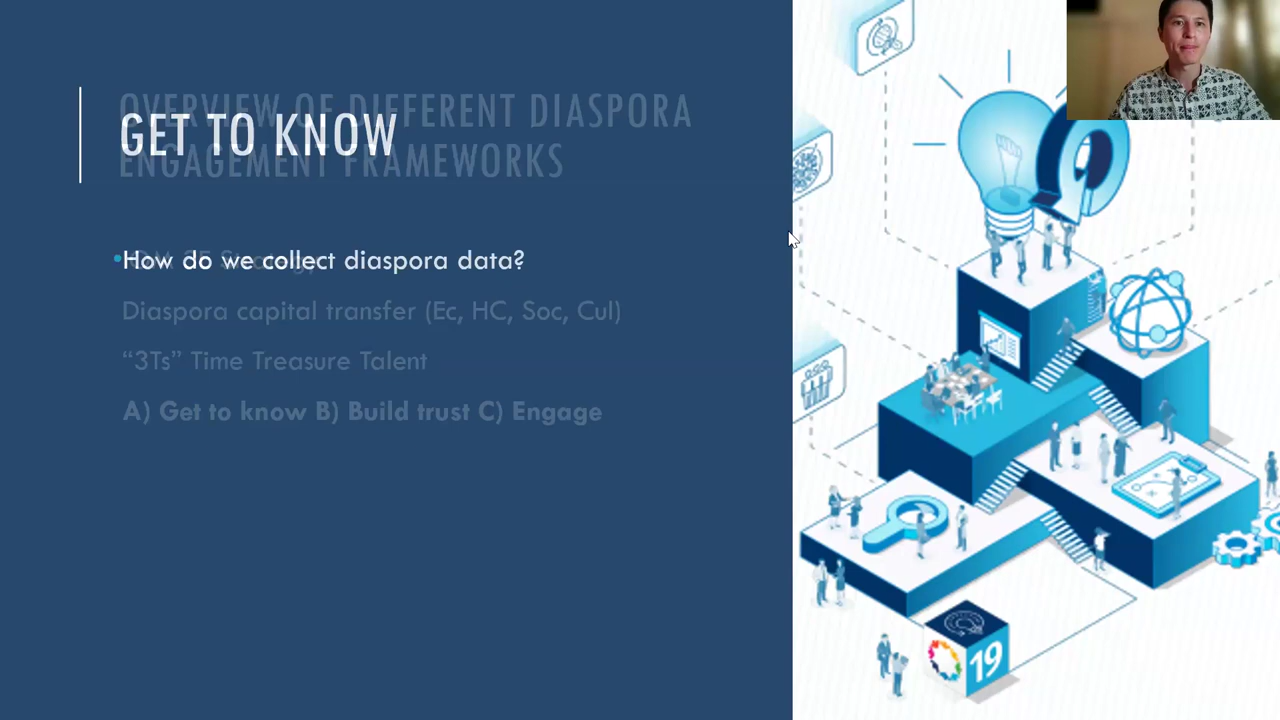 OVERVIEW OF DIFFERENT DIASPORA
GET TO KNOW
ENGAGEMENT FRAMEWORKS
•How do we collect diaspora data?
Diaspora capital transfer (Ec, HC, Soc, Cul)
“3Ts” Time Treasure Talent
A) Get to know B) Build trust C) Engage
19